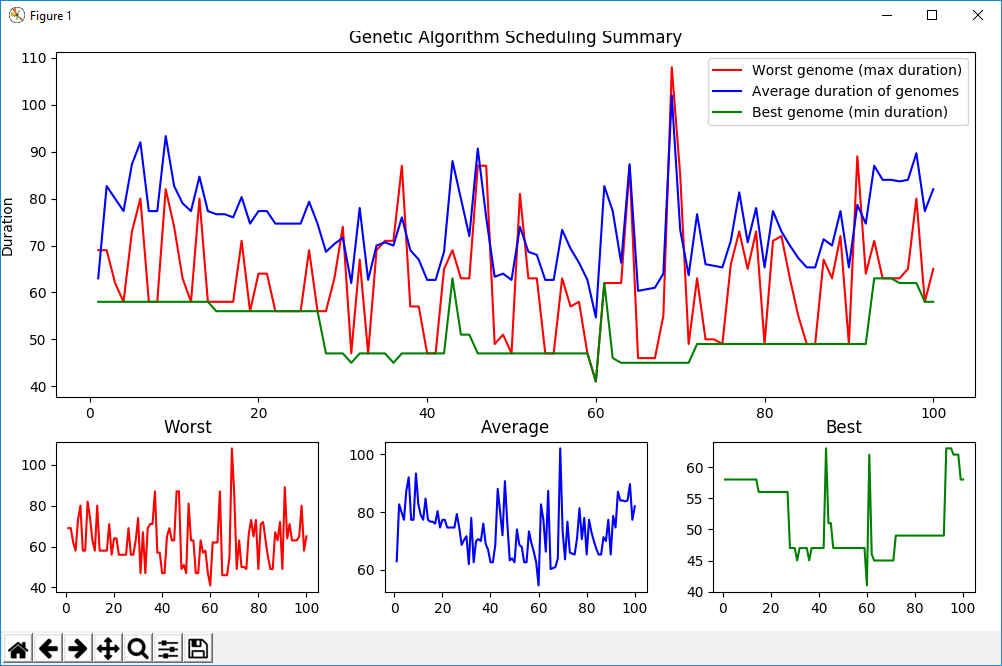 Figure 1
Genetic Algorithm Scheduling Summary
Duration
110
100
90
80
70
60
50
40
Worst genome (max duration)
Average duration of genomes
Best genome (min duration)
0 20 40 60 80 100
Worst
100
80
60
40
0 20 40 60 80 100
Average
100
80
60
0 20 40 60 80 100
Best
60
55
50
45
40
0 20 40 60 80 100